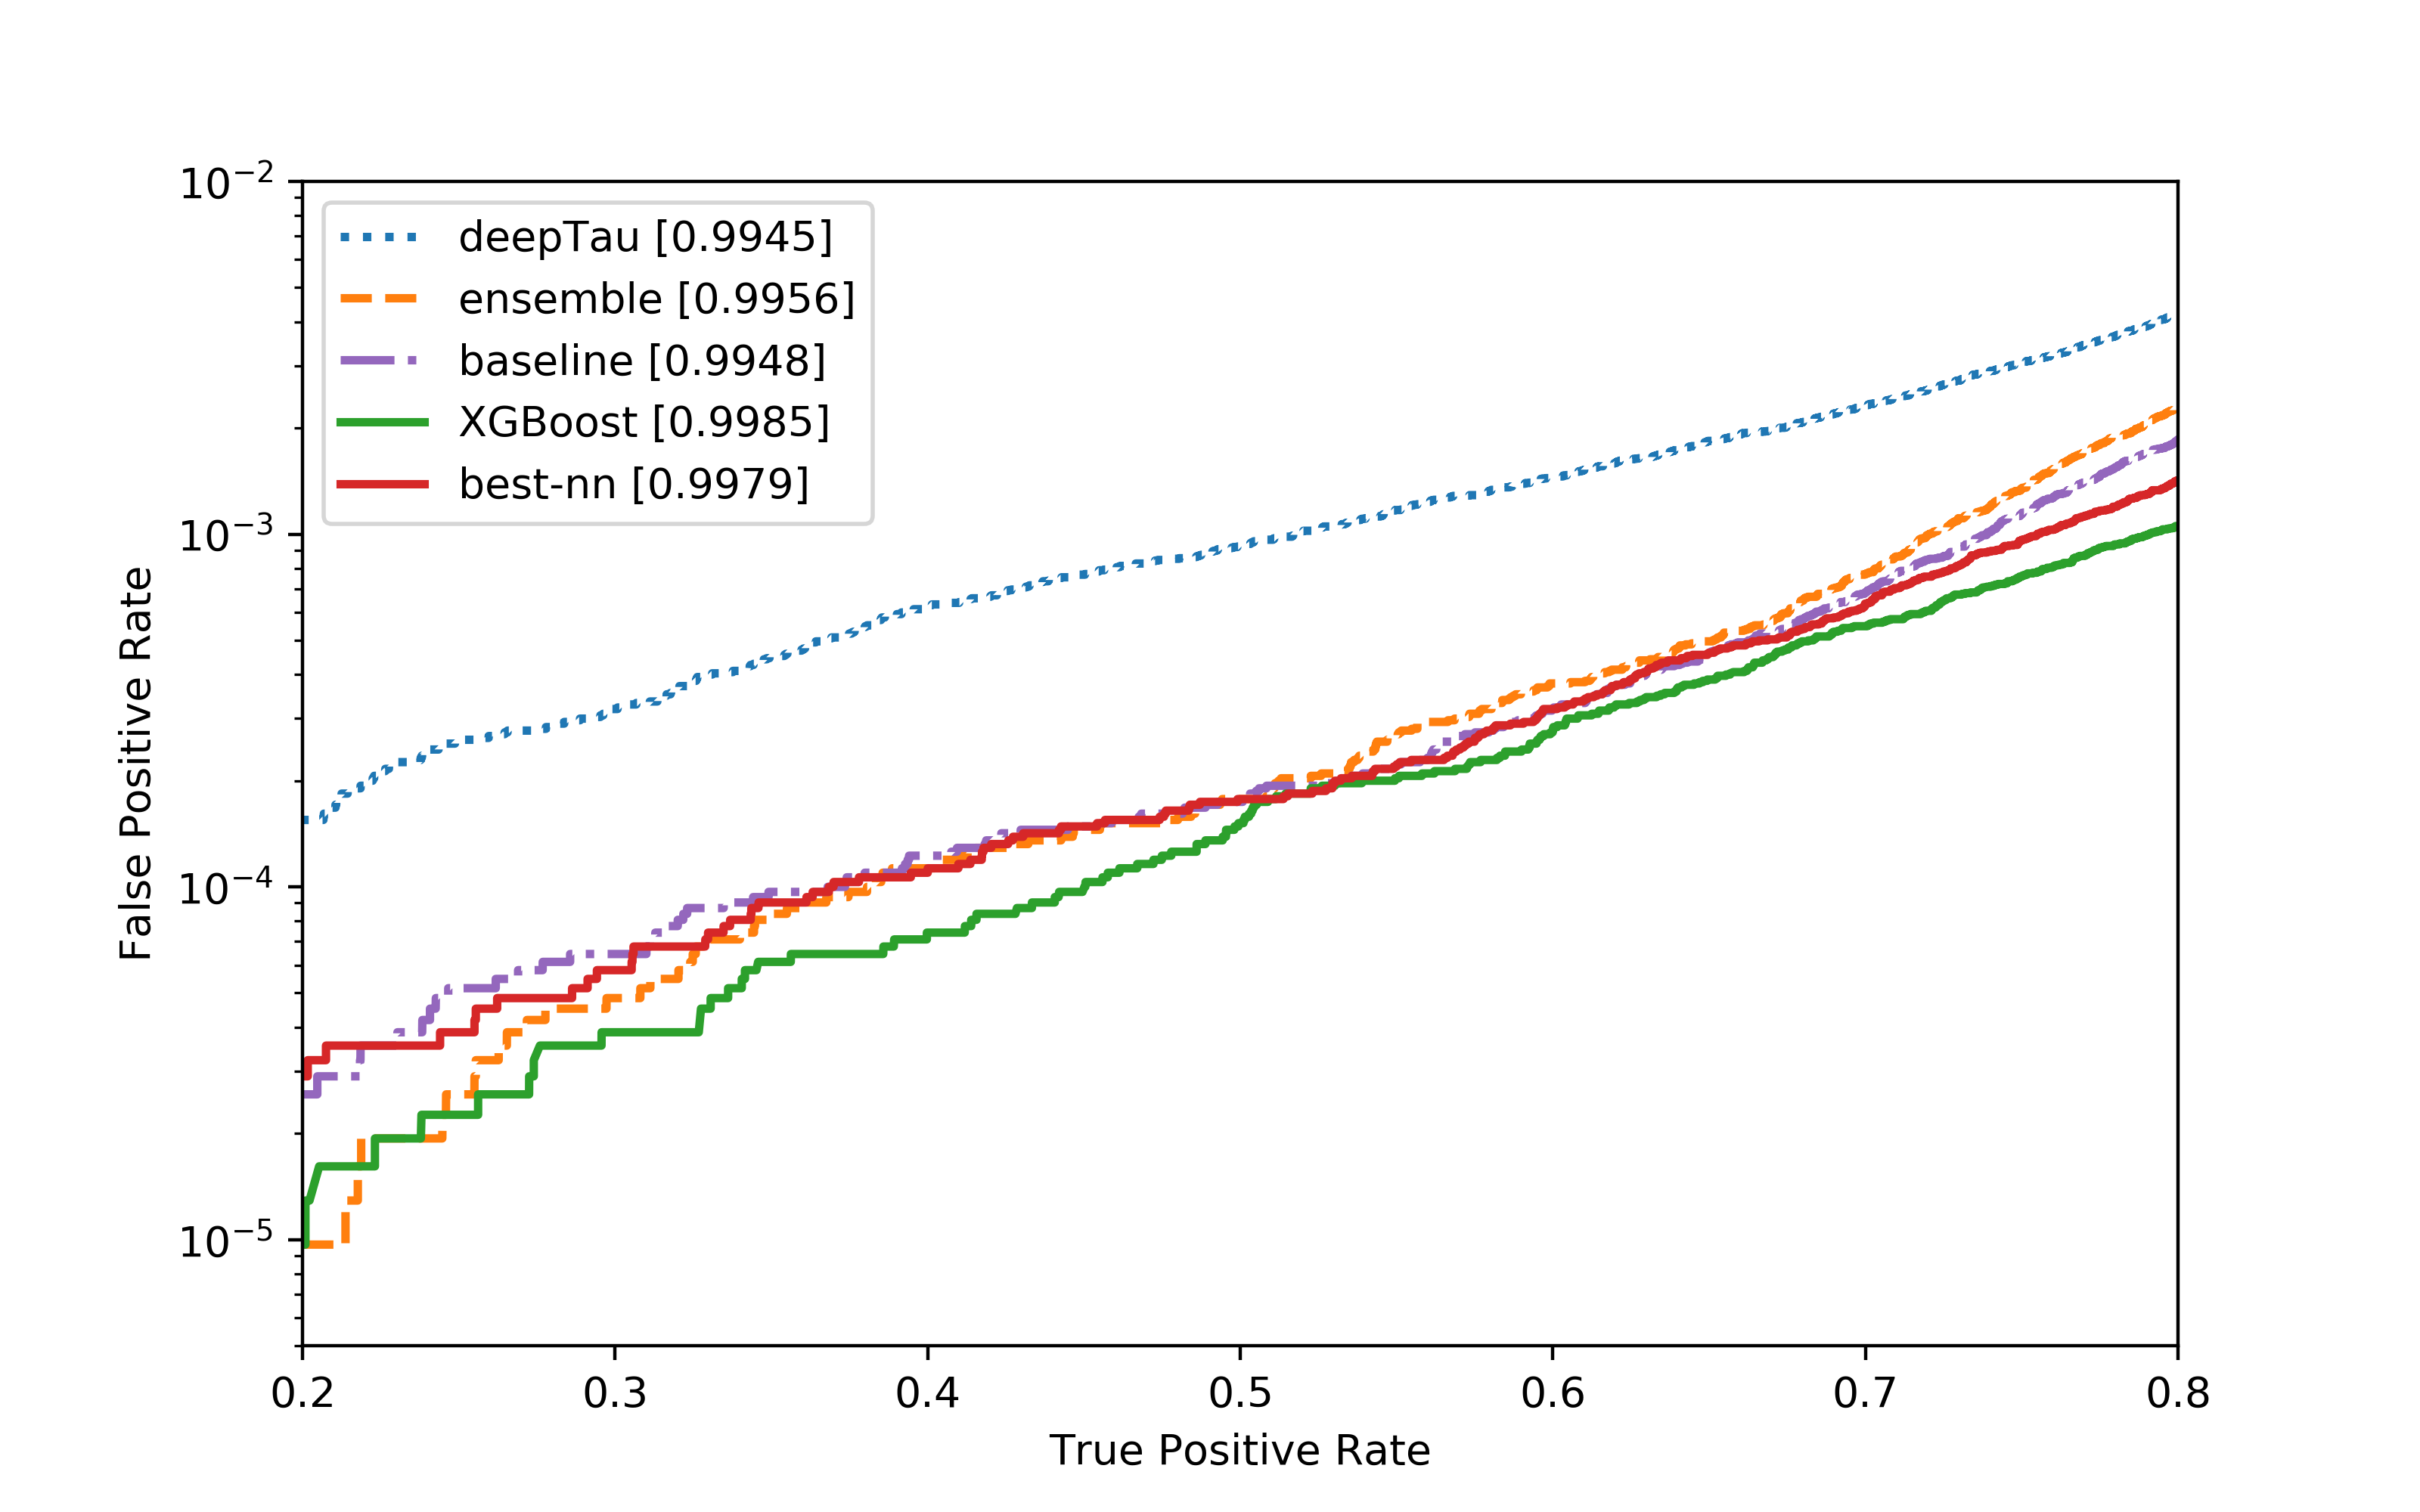 10⁻²
10⁻³
10⁻⁴
10⁻⁵
False Positive Rate
deepTau [0.9945]
ensemble [0.9956]
baseline [0.9948]
XGBoost [0.9985]
best-nn [0.9979]
0.2 0.3 0.4 0.5 0.6 0.7 0.8
True Positive Rate